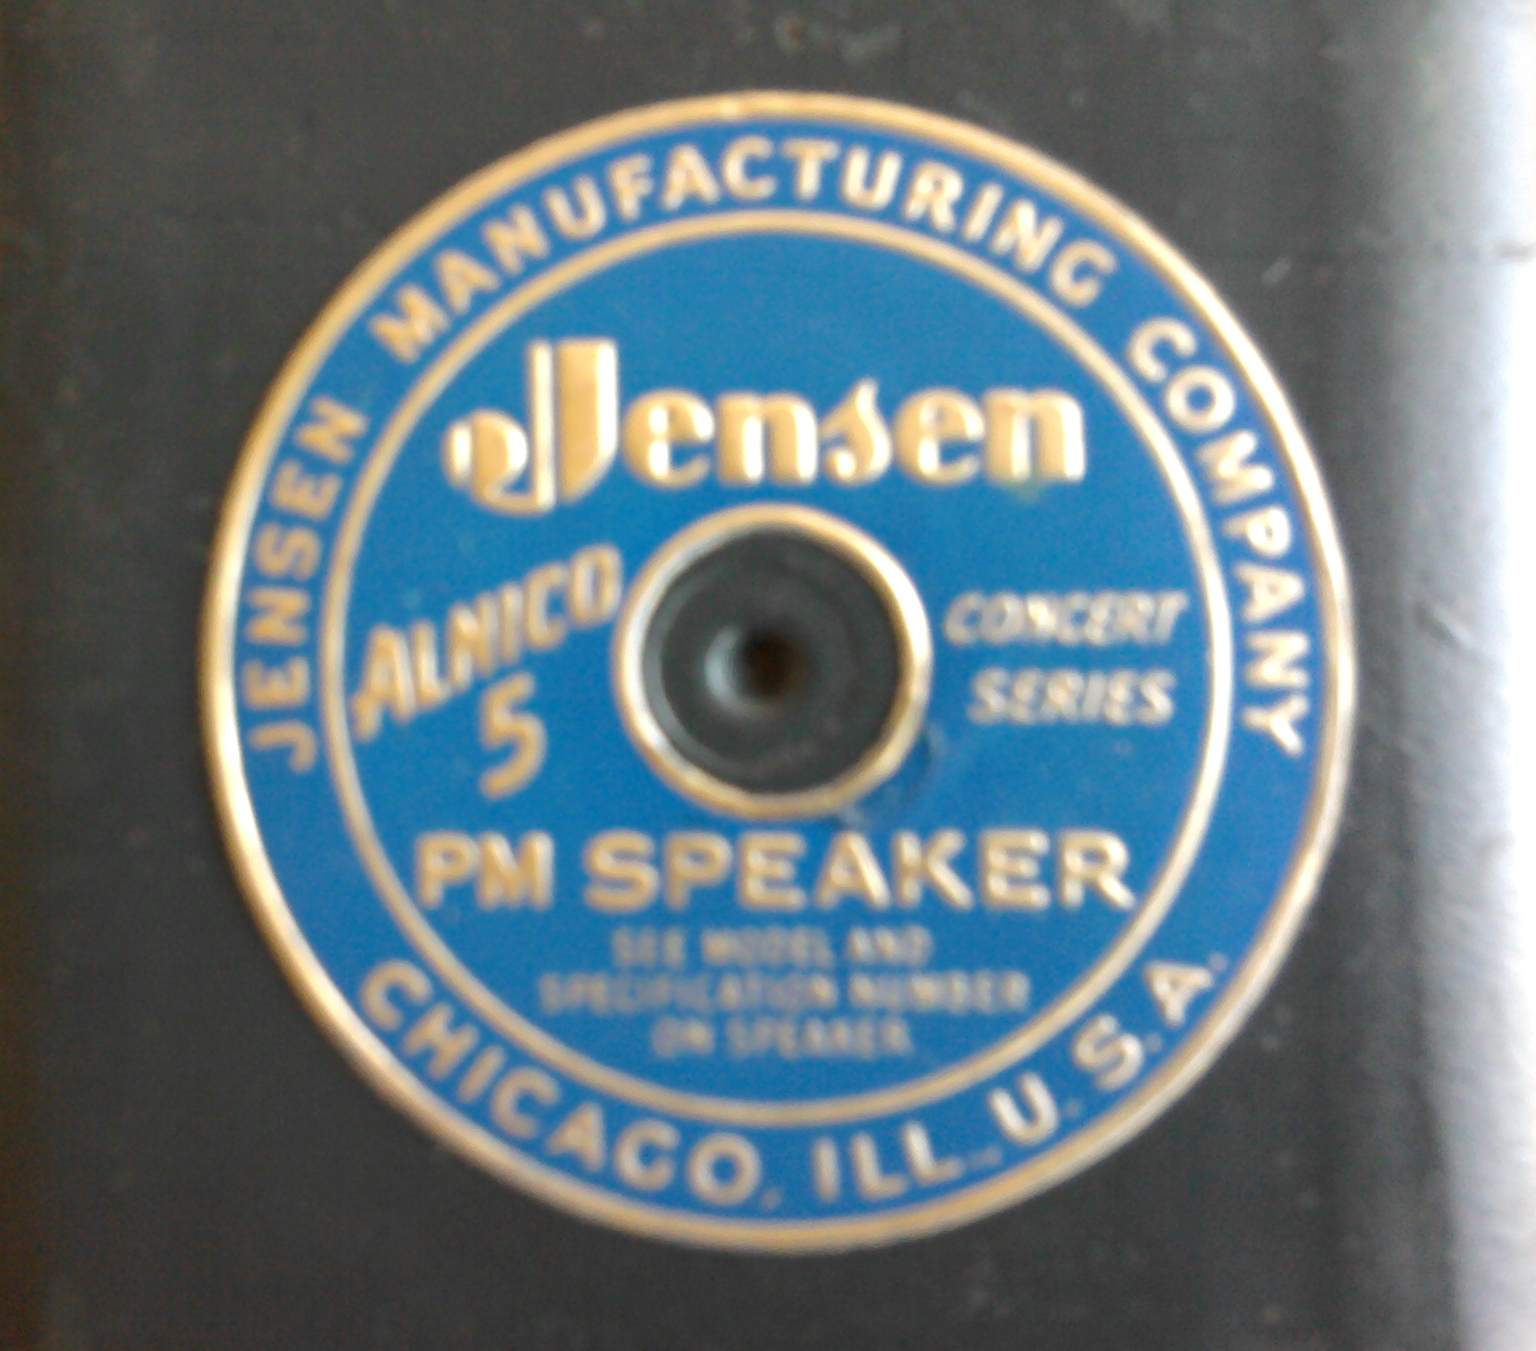 JENSEN MANUFACTURING COMPANY
Jensen
ALNICO
5
CONCERT
SERIES
PM SPEAKER
SEE MODEL AND
SPECIFICATION NUMBER
ON SPEAKER
CHICAGO, ILL., U.S.A.